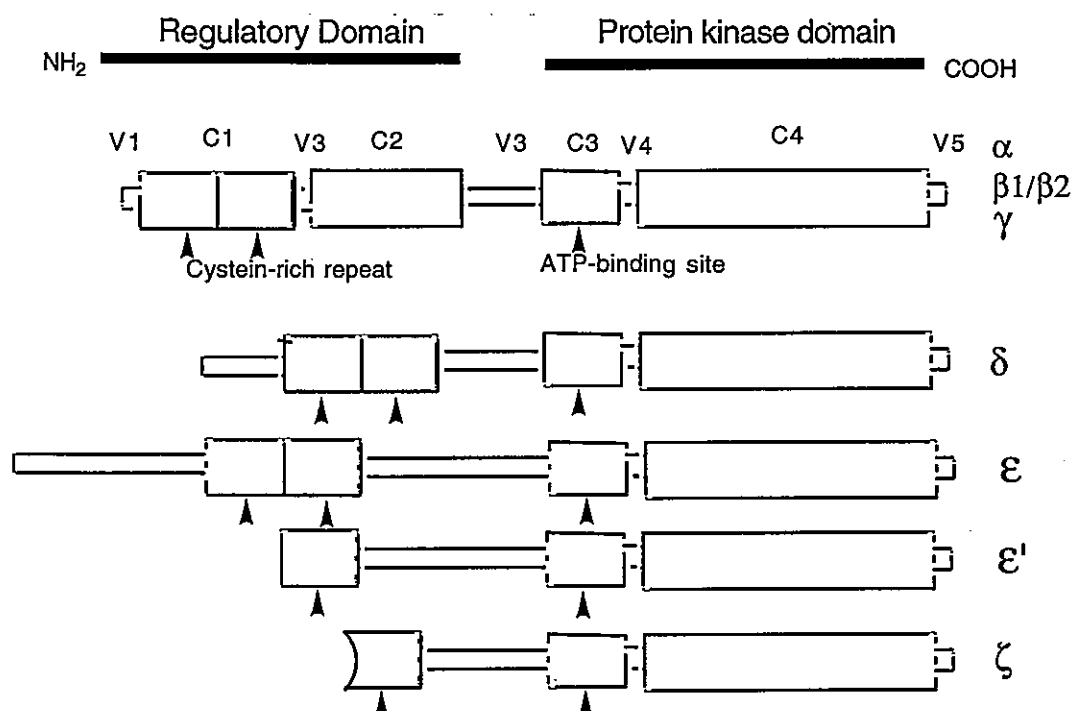 Regulatory Domain
Protein kinase domain
NH2
COOH
V1 C1 V3 C2 V3 C3 V4 C4 V5
α
β1/β2
γ
Cystein-rich repeat
ATP-binding site
δ
ε
ε'
ζ